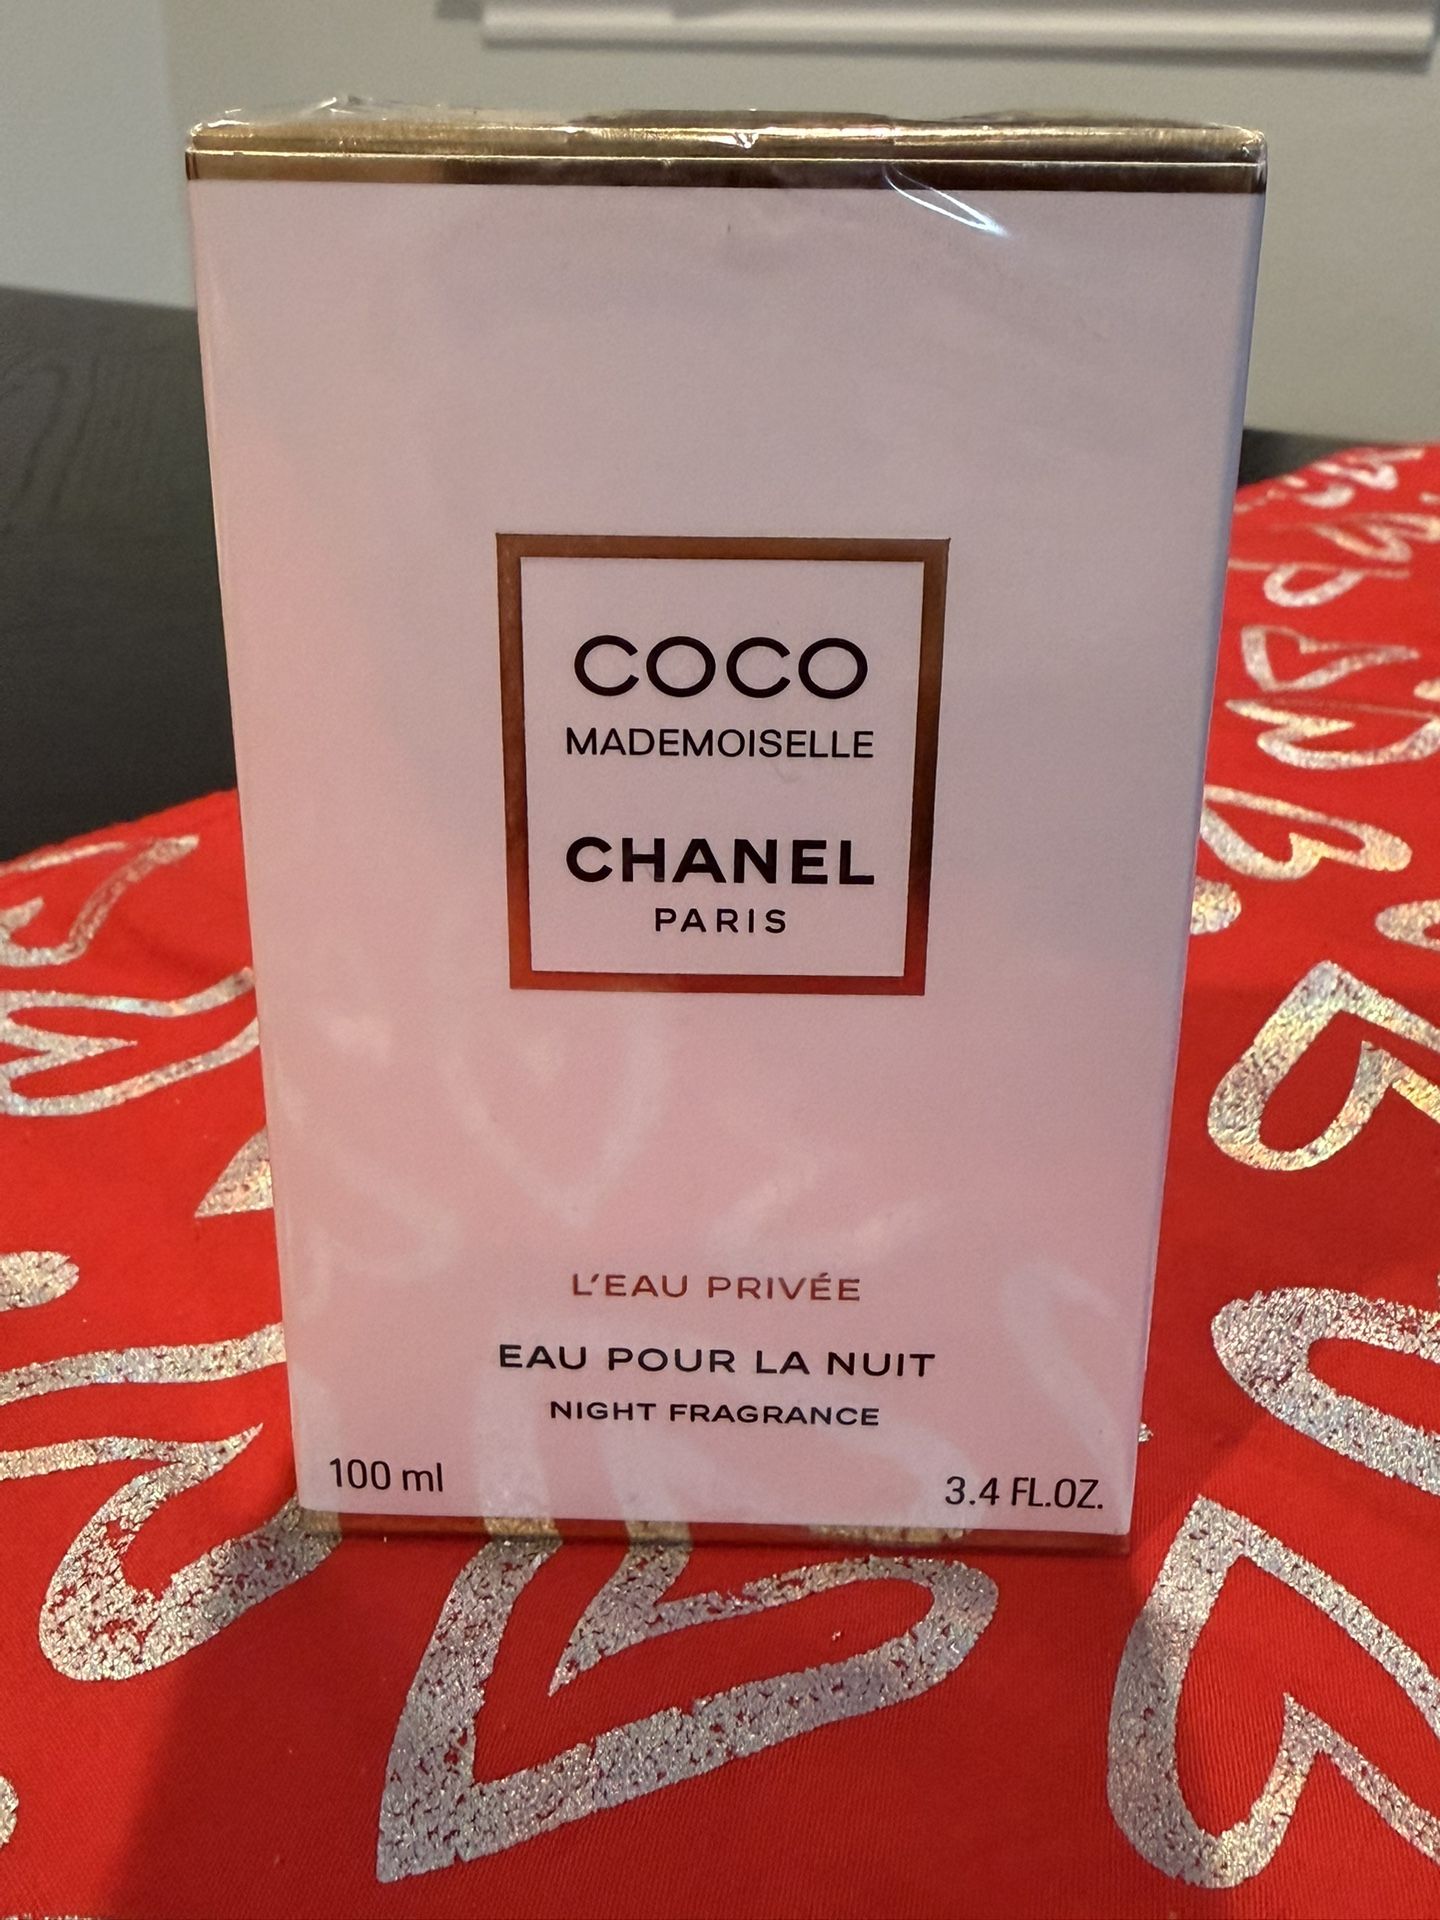 COCO
MADEMOISELLE
CHANEL
PARIS
L'EAU PRIVÉE
EAU POUR LA NUIT
NIGHT FRAGRANCE
100 ml 3.4 FL.OZ.